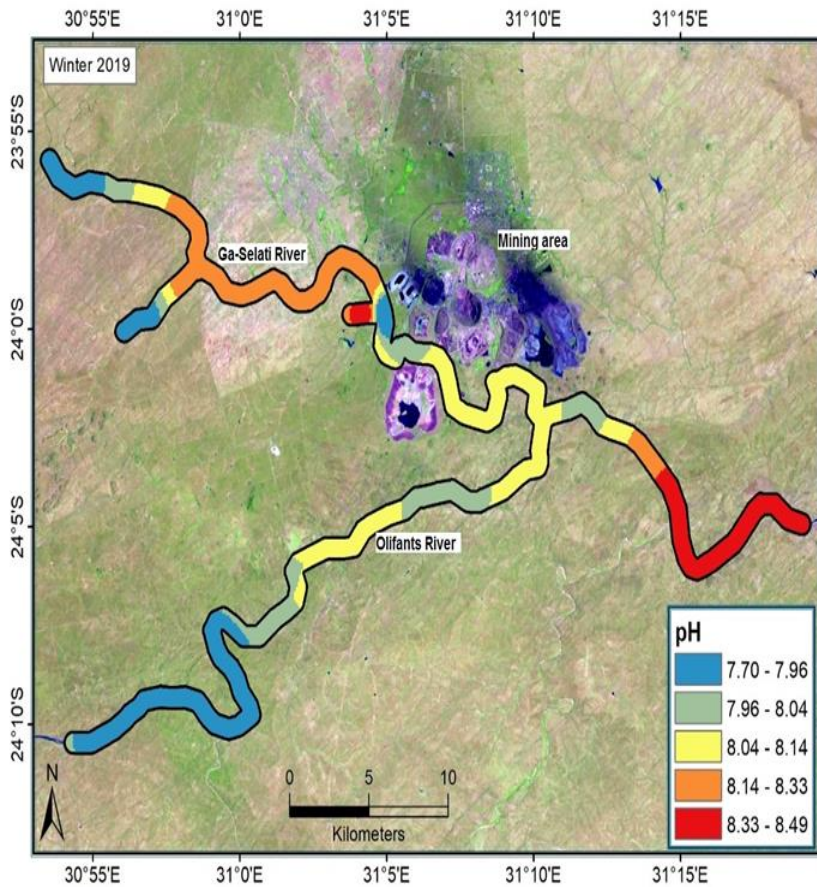 30°55'E 31°0'E 31°5'E 31°10'E 31°15'E
Winter 2019
23°55'S
Mining area
Ga-Selati River
24°0'S
24°5'S
Olifants River
pH
7.70 - 7.96
7.96 - 8.04
8.04 - 8.14
8.14 - 8.33
8.33 - 8.49
24°10'S
N
0 5 10
Kilometers
30°55'E 31°0'E 31°5'E 31°10'E 31°15'E